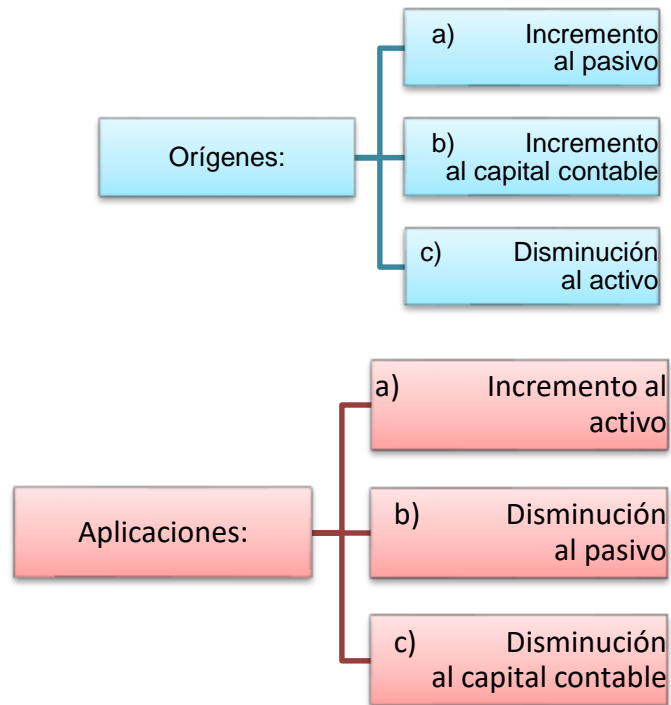 Orígenes:
a) Incremento
al pasivo
b) Incremento
al capital contable
c) Disminución
al activo
Aplicaciones:
a) Incremento al
activo
b) Disminución
al pasivo
c) Disminución
al capital contable